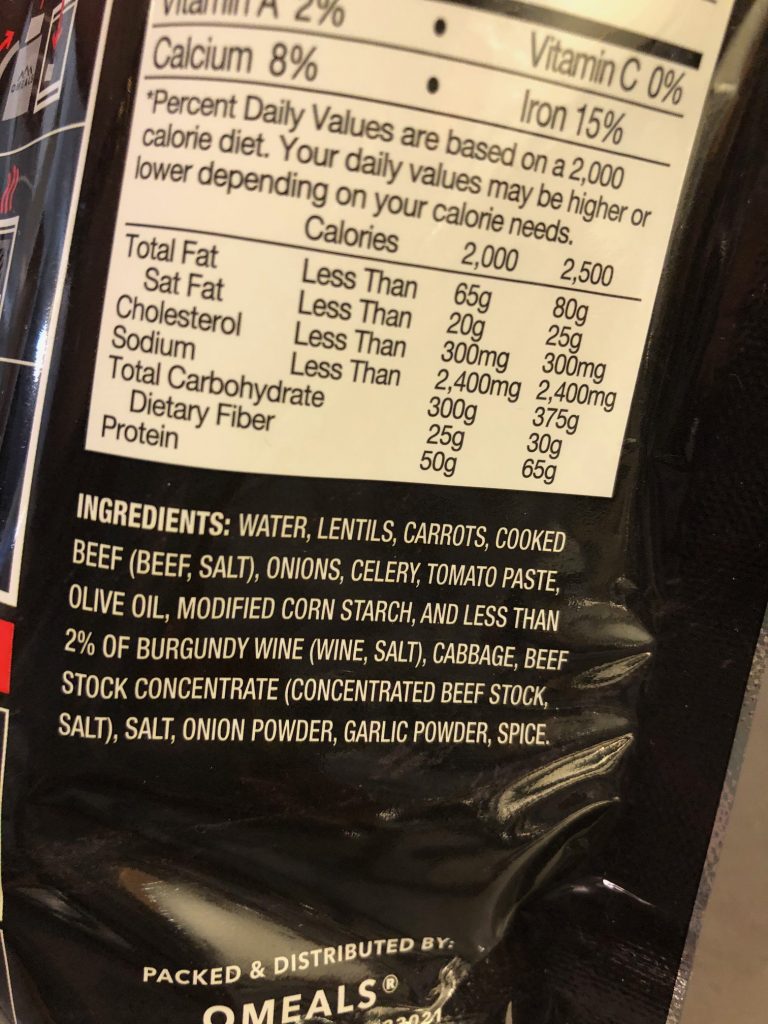 Vitamin A 2% • Vitamin C 0%
Calcium 8% • Iron 15%
*Percent Daily Values are based on a 2,000
calorie diet. Your daily values may be higher or
lower depending on your calorie needs.
Calories 2,000 2,500
Total Fat Less Than 65g 80g
Sat Fat Less Than 20g 25g
Cholesterol Less Than 300mg 300mg
Sodium Less Than 2,400mg 2,400mg
Total Carbohydrate 300g 375g
Dietary Fiber 25g 30g
Protein 50g 65g
INGREDIENTS: WATER, LENTILS, CARROTS, COOKED
BEEF (BEEF, SALT), ONIONS, CELERY, TOMATO PASTE,
OLIVE OIL, MODIFIED CORN STARCH, AND LESS THAN
2% OF BURGUNDY WINE (WINE, SALT), CABBAGE, BEEF
STOCK CONCENTRATE (CONCENTRATED BEEF STOCK,
SALT), SALT, ONION POWDER, GARLIC POWDER, SPICE.
PACKED & DISTRIBUTED BY:
OMEALS®